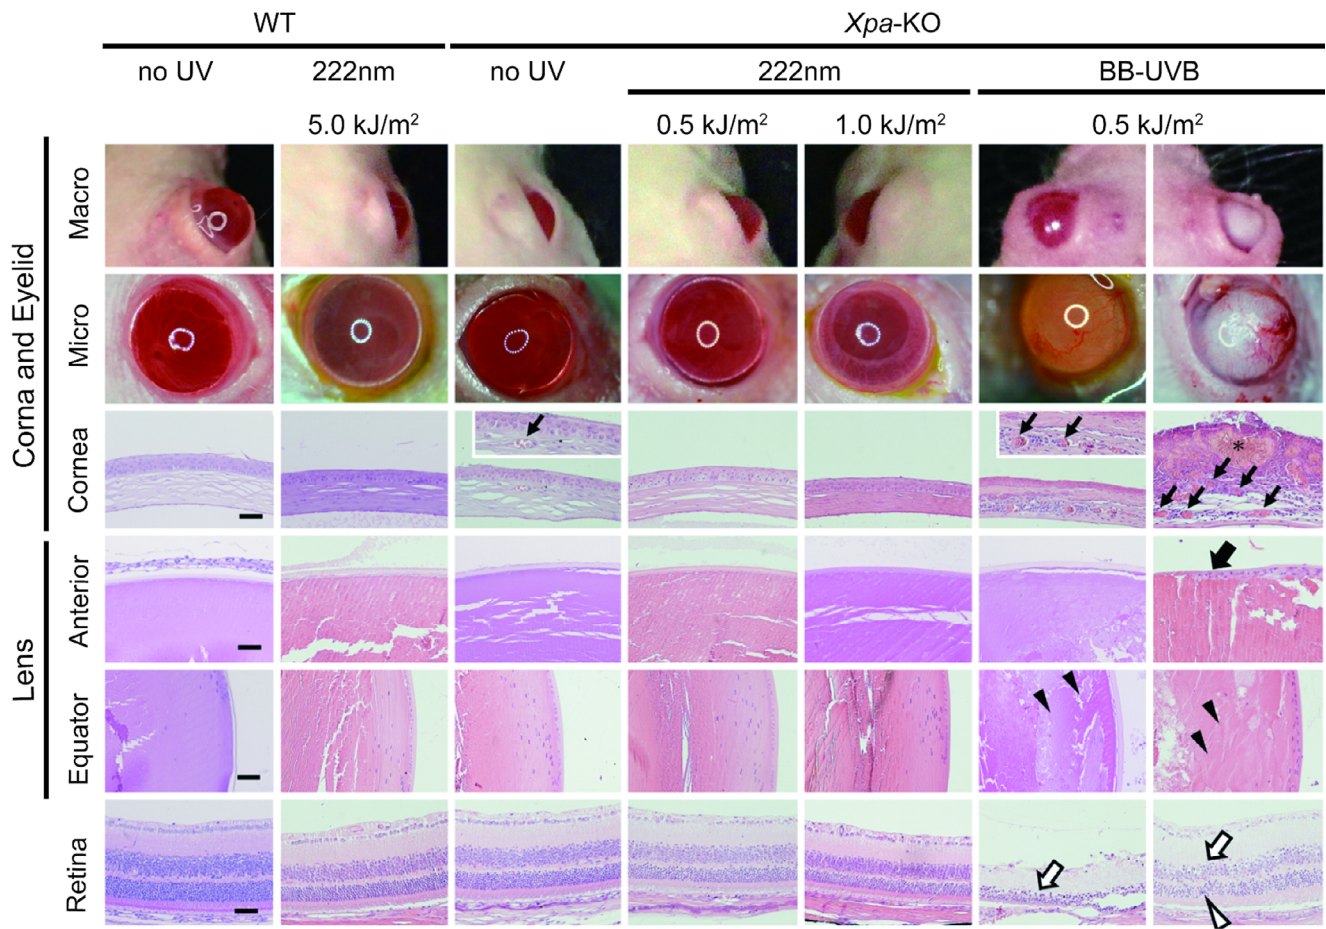 WT Xpa-KO
no UV 222nm no UV 222nm BB-UVB
5.0 kJ/m² 0.5 kJ/m² 1.0 kJ/m² 0.5 kJ/m²
Corna and Eyelid
Macro
Micro
Cornea
*
Lens
Anterior
Equator
Retina